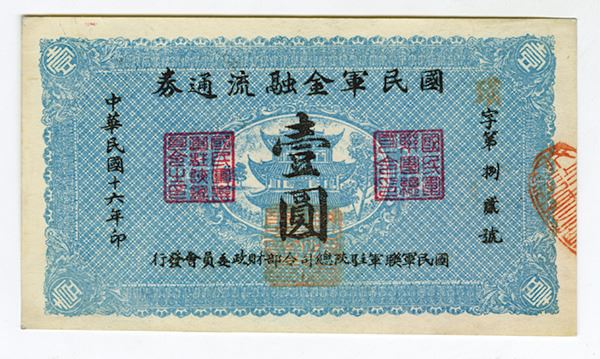 國民軍金融流通券
字第捌貳號
壹圓
中華民國十六年印
國民軍聯軍駐陝總司令部財政委員會發行